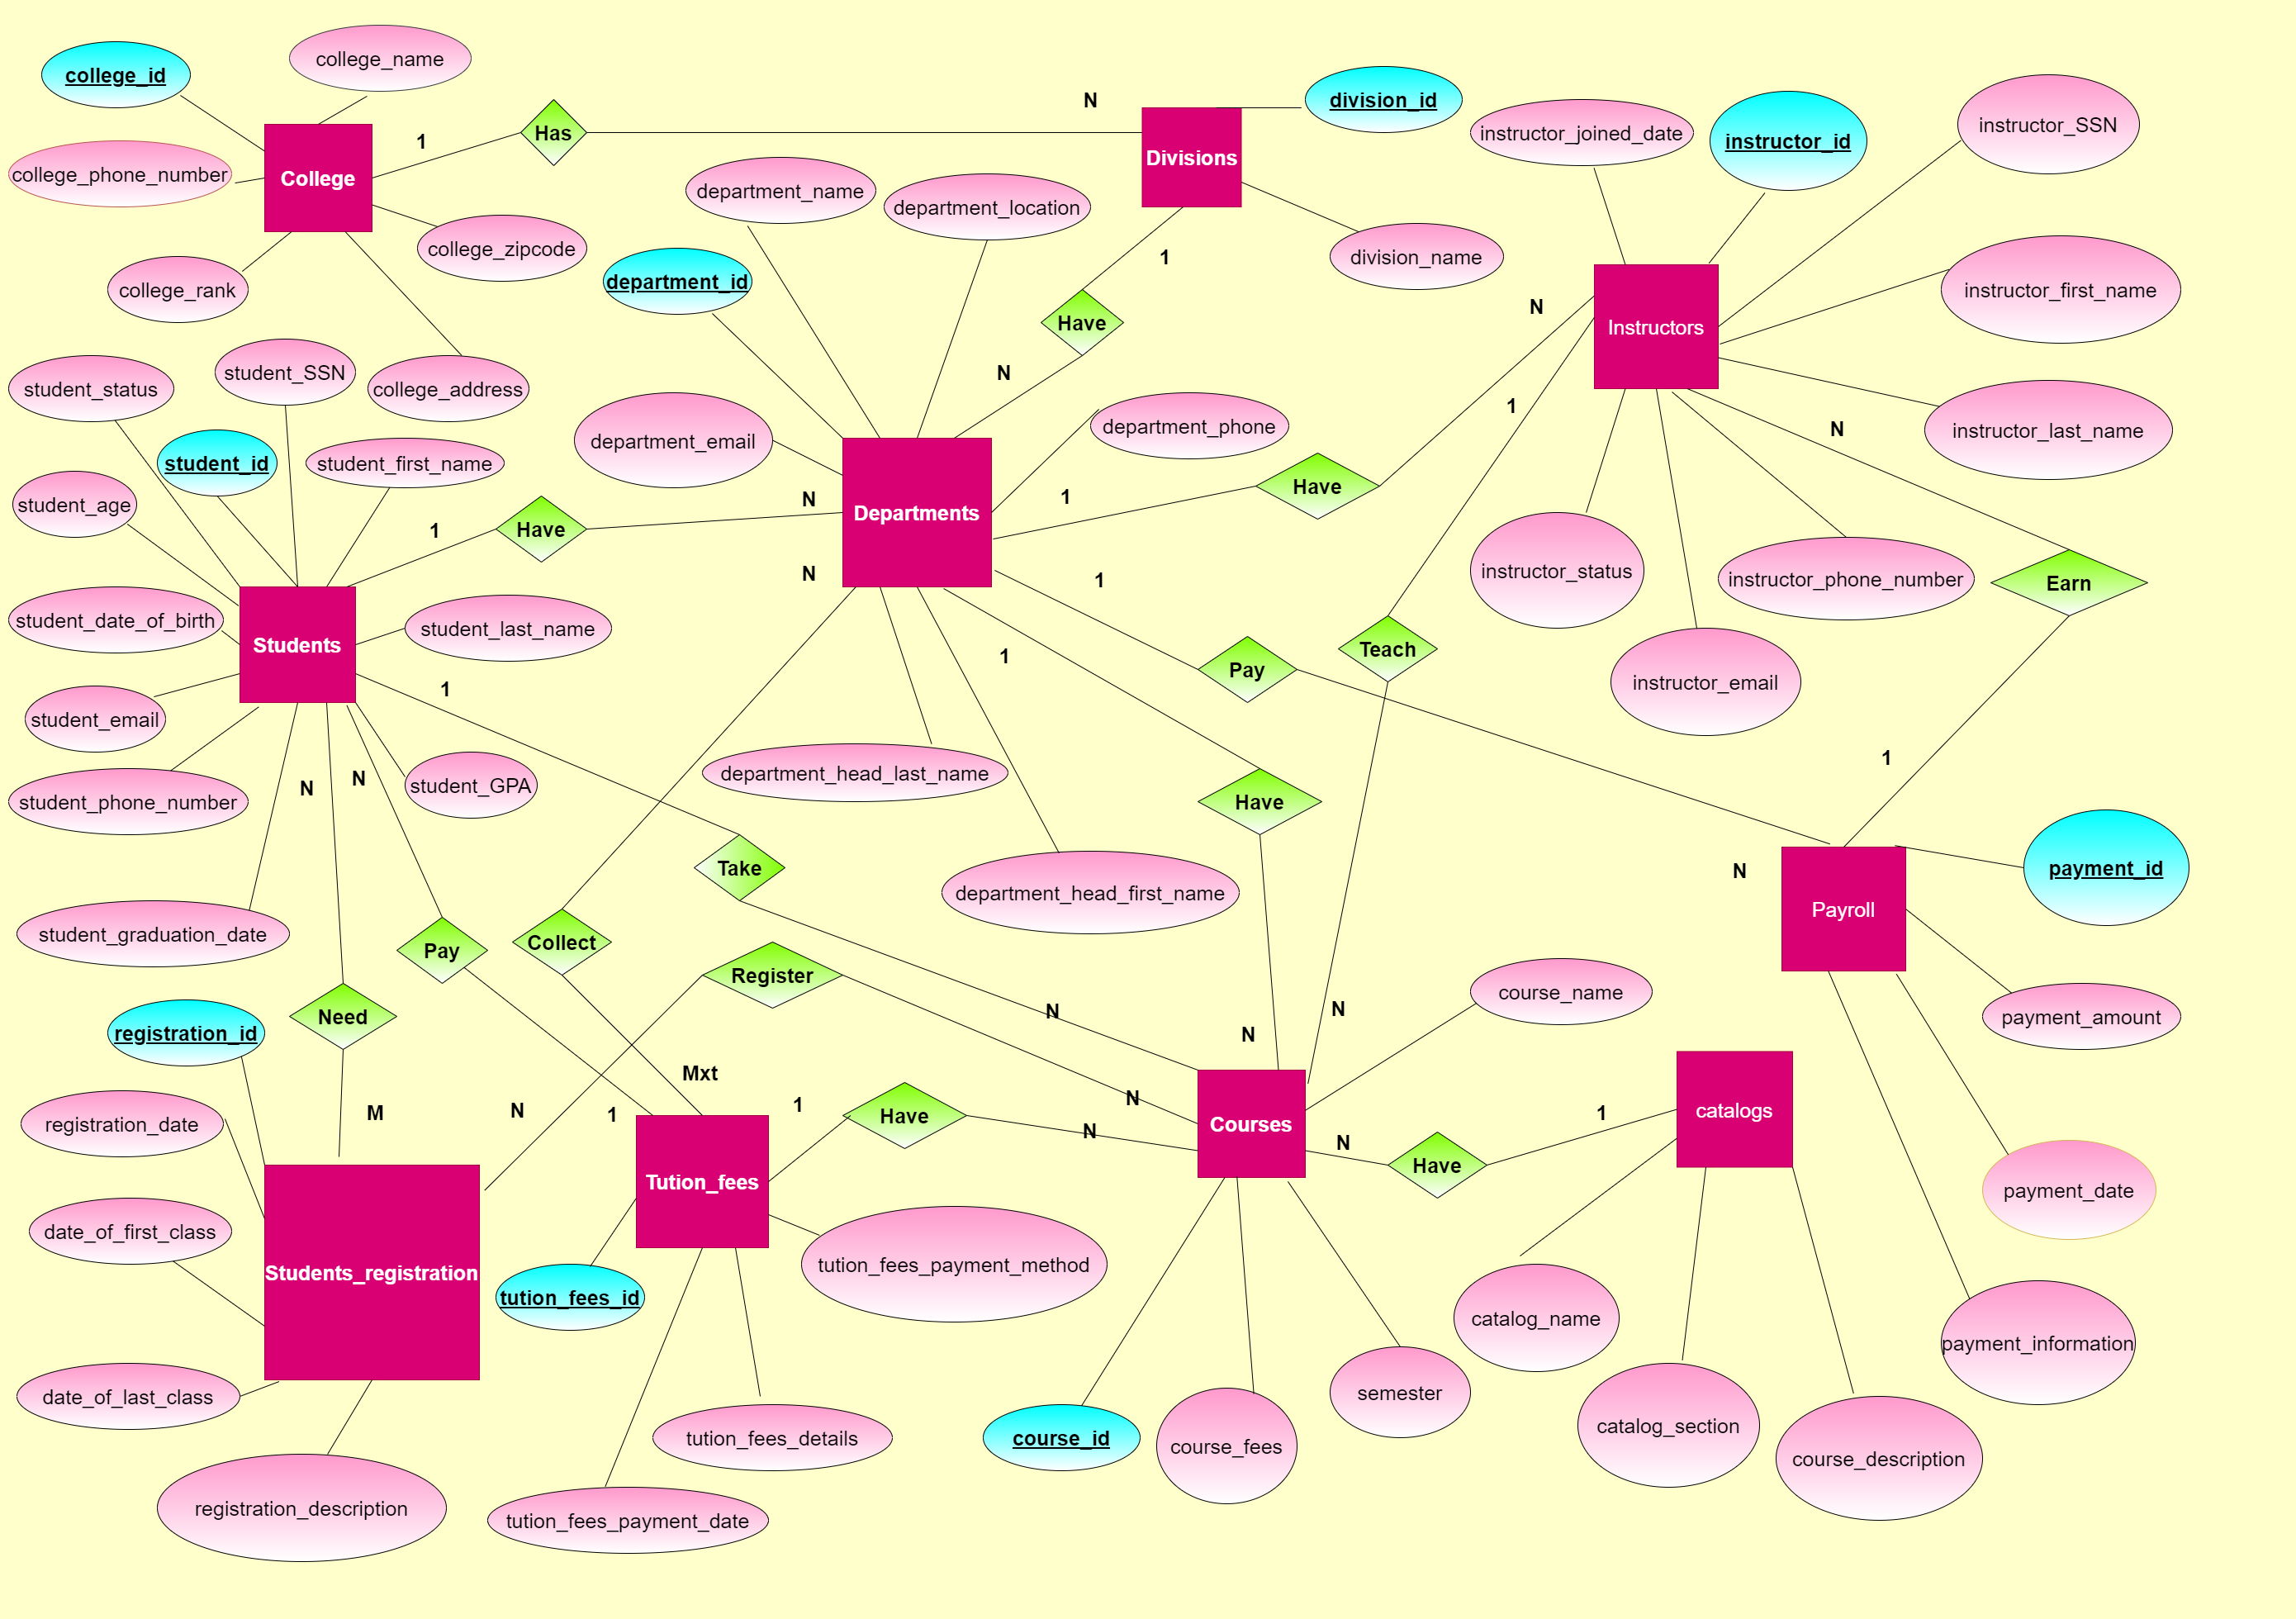 college_name
college_id
division_id
N
instructor_SSN
instructor_joined_date
instructor_id
Has
1
Divisions
college_phone_number
College
department_name
department_location
college_zipcode
division_name
1
department_id
college_rank
instructor_first_name
N
Have
Instructors
student_SSN
N
student_status
college_address
1
department_phone
N
instructor_last_name
department_email
student_id
student_first_name
Have
1
N
student_age
Departments
1
Have
N
1
instructor_status
instructor_phone_number
Earn
student_date_of_birth
student_last_name
Students
1
Teach
Pay
instructor_email
1
student_email
1
department_head_last_name
N
N
student_GPA
student_phone_number
Have
Take
N
payment_id
department_head_first_name
Payroll
student_graduation_date
Pay
Collect
Register
course_name
N
N
Need
payment_amount
registration_id
N
Mxt
N
1
N
1
M
Have
catalogs
1
registration_date
Courses
N
N
Have
Tution_fees
payment_date
date_of_first_class
tution_fees_payment_method
Students_registration
tution_fees_id
catalog_name
payment_information
date_of_last_class
semester
catalog_section
tution_fees_details
course_id
course_fees
course_description
registration_description
tution_fees_payment_date